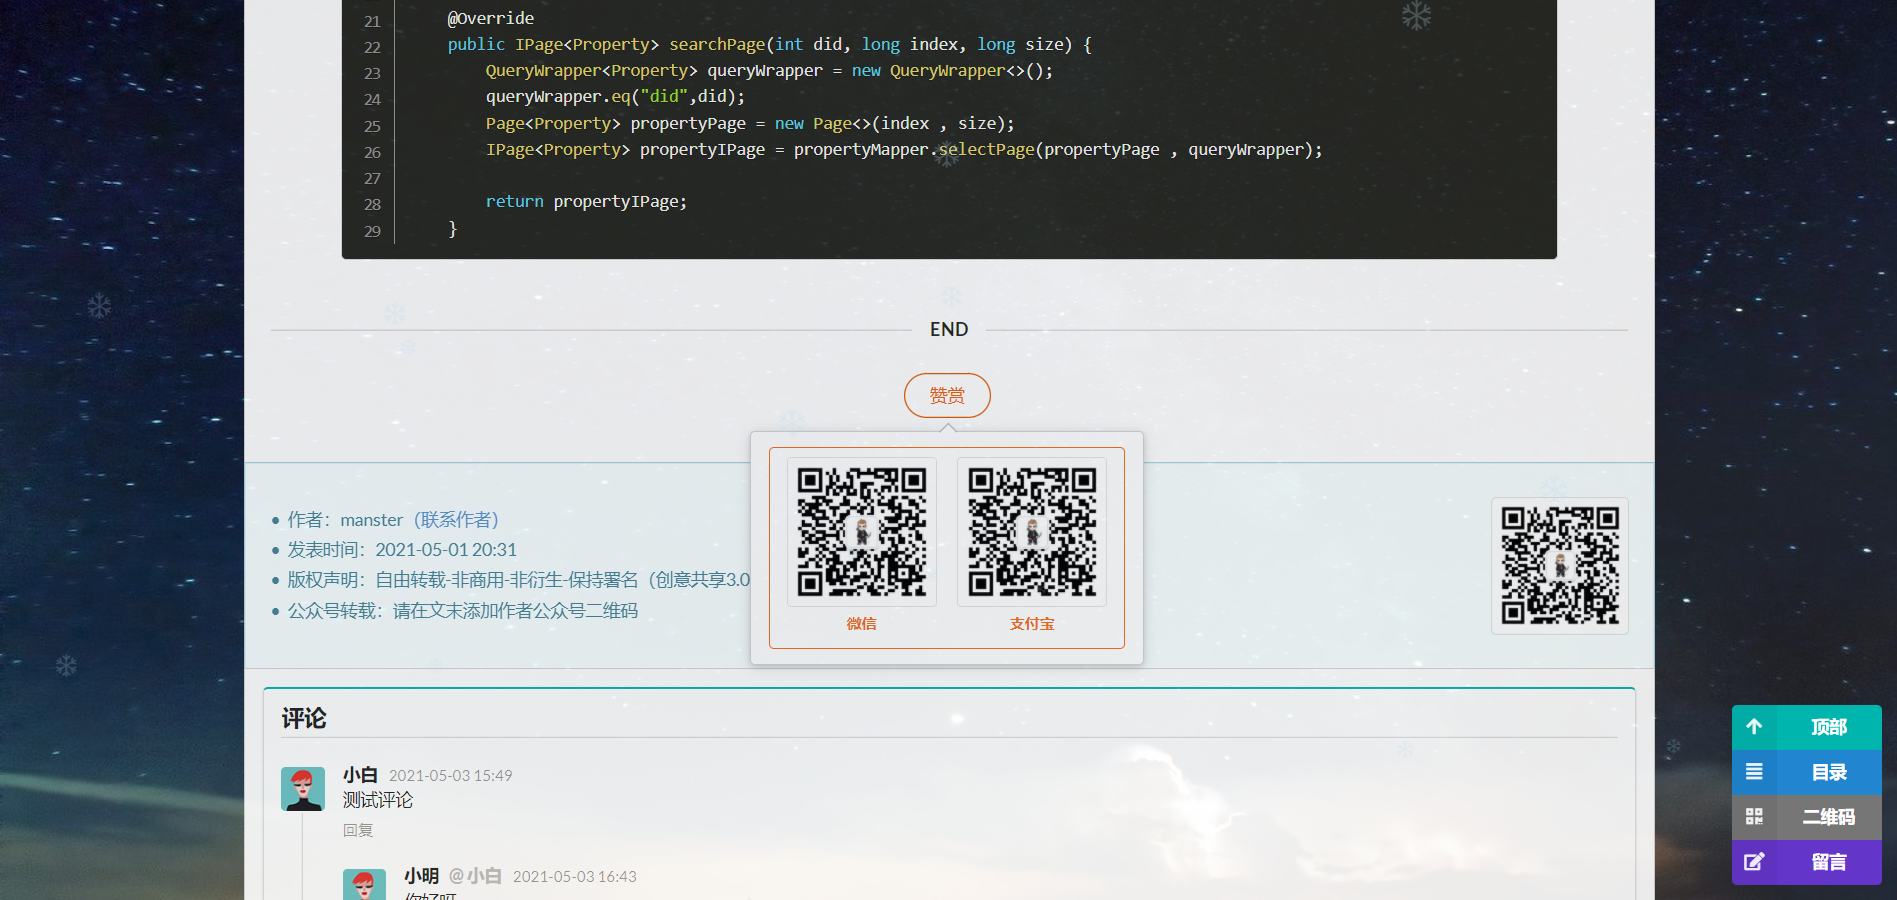 21 @Override
22 public IPage<Property> searchPage(int did, long index, long size) {
23 QueryWrapper<Property> queryWrapper = new QueryWrapper<>();
24 queryWrapper.eq("did",did);
25 Page<Property> propertyPage = new Page<>(index , size);
26 IPage<Property> propertyIPage = propertyMapper.selectPage(propertyPage , queryWrapper);
27
28 return propertyIPage;
29 }
END
赞赏
微信 支付宝
• 作者：manster（联系作者）
• 发表时间：2021-05-01 20:31
• 版权声明：自由转载-非商用-非衍生-保持署名（创意共享3.0
• 公众号转载：请在文末添加作者公众号二维码
评论
小白 2021-05-03 15:49
测试评论
回复
小明 @小白 2021-05-03 16:43
你好呀
顶部
目录
二维码
留言